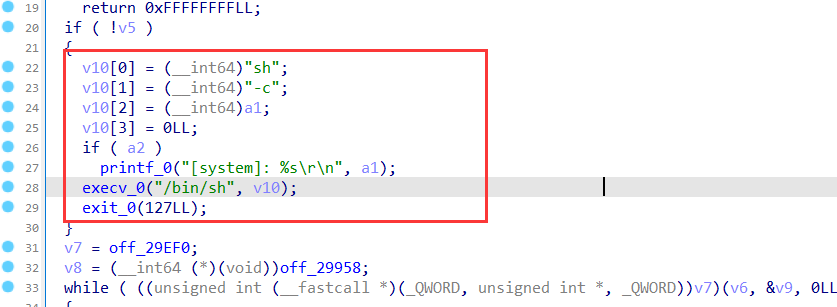 19 return 0xFFFFFFFFLL;
20 if ( !v5 )
21 {
22 v10[0] = (__int64)"sh";
23 v10[1] = (__int64)"-c";
24 v10[2] = (__int64)a1;
25 v10[3] = 0LL;
26 if ( a2 )
27 printf_0("[system]: %s\r\n", a1);
28 execv_0("/bin/sh", v10);
29 exit_0(127LL);
30 }
31 v7 = off_29EF0;
32 v8 = (__int64 (*)(void))off_29958;
33 while ( ((unsigned int (__fastcall *)(_QWORD, unsigned int *, _QWORD))v7)(v6, &v9, 0LL
34 {